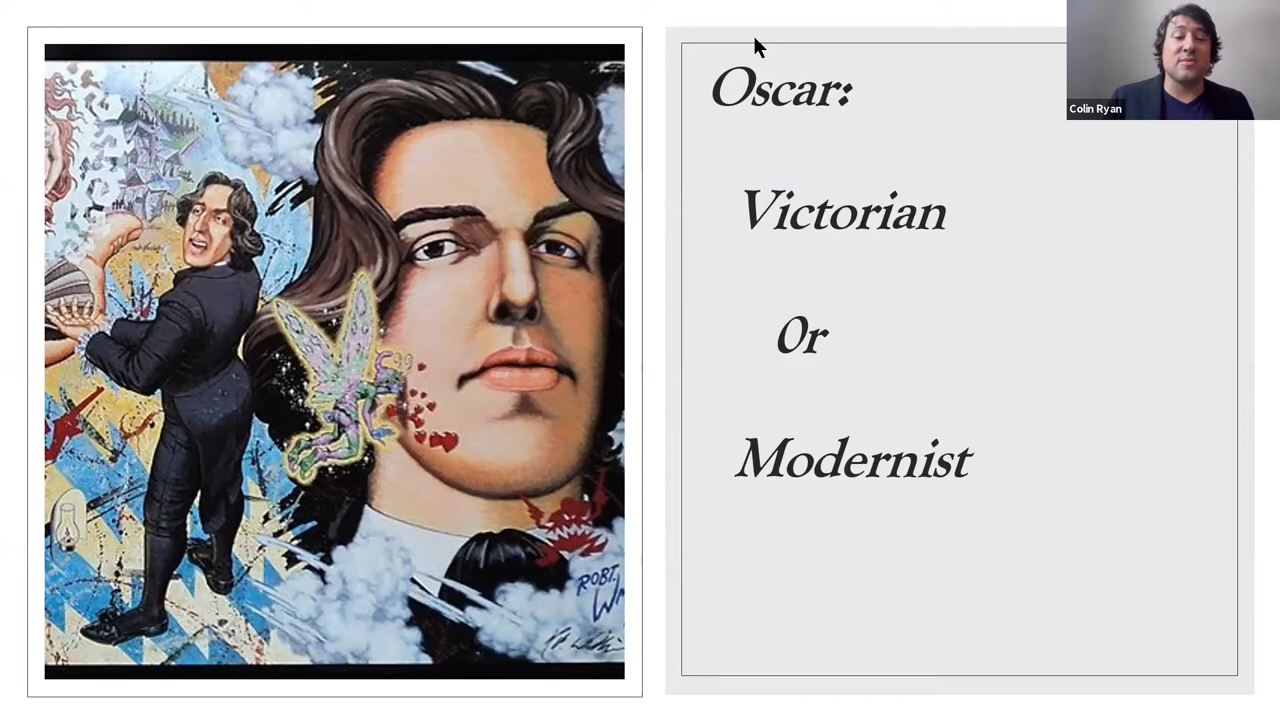 Oscar:
Victorian
Or
Modernist
Colin Ryan
ROBT.